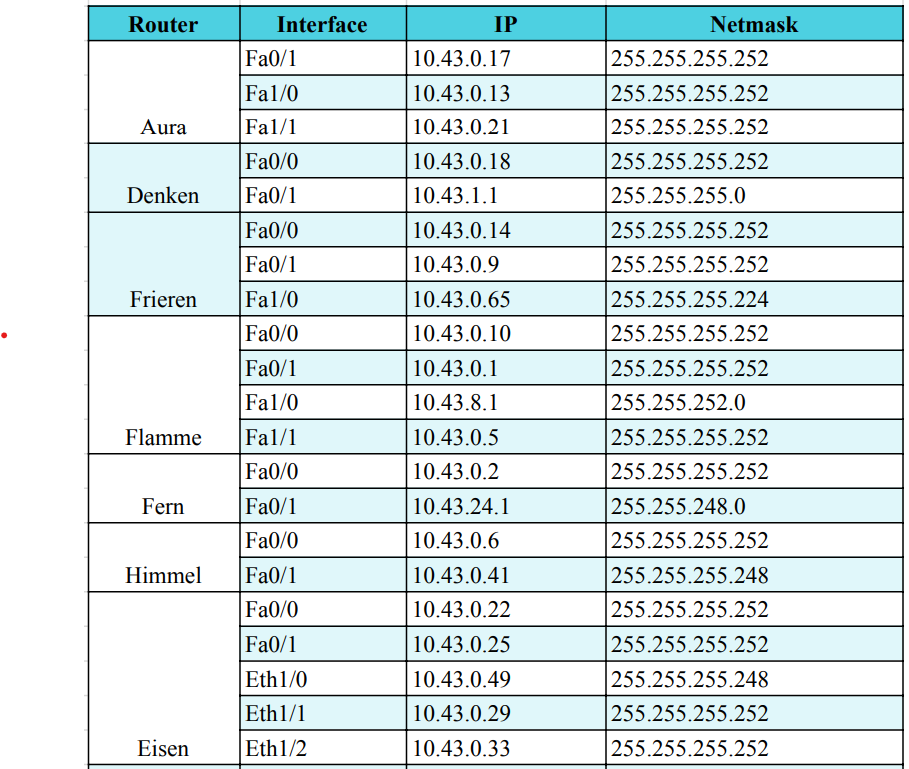 Router Interface IP Netmask
Fa0/1 10.43.0.17 255.255.255.252
Fa1/0 10.43.0.13 255.255.255.252
Aura Fa1/1 10.43.0.21 255.255.255.252
Fa0/0 10.43.0.18 255.255.255.252
Denken Fa0/1 10.43.1.1 255.255.255.0
Fa0/0 10.43.0.14 255.255.255.252
Fa0/1 10.43.0.9 255.255.255.252
Frieren Fa1/0 10.43.0.65 255.255.255.224
Fa0/0 10.43.0.10 255.255.255.252
Fa0/1 10.43.0.1 255.255.255.252
Fa1/0 10.43.8.1 255.255.252.0
Flamme Fa1/1 10.43.0.5 255.255.255.252
Fa0/0 10.43.0.2 255.255.255.252
Fern Fa0/1 10.43.24.1 255.255.248.0
Fa0/0 10.43.0.6 255.255.255.252
Himmel Fa0/1 10.43.0.41 255.255.255.248
Fa0/0 10.43.0.22 255.255.255.252
Fa0/1 10.43.0.25 255.255.255.252
Eth1/0 10.43.0.49 255.255.255.248
Eth1/1 10.43.0.29 255.255.255.252
Eisen Eth1/2 10.43.0.33 255.255.255.252